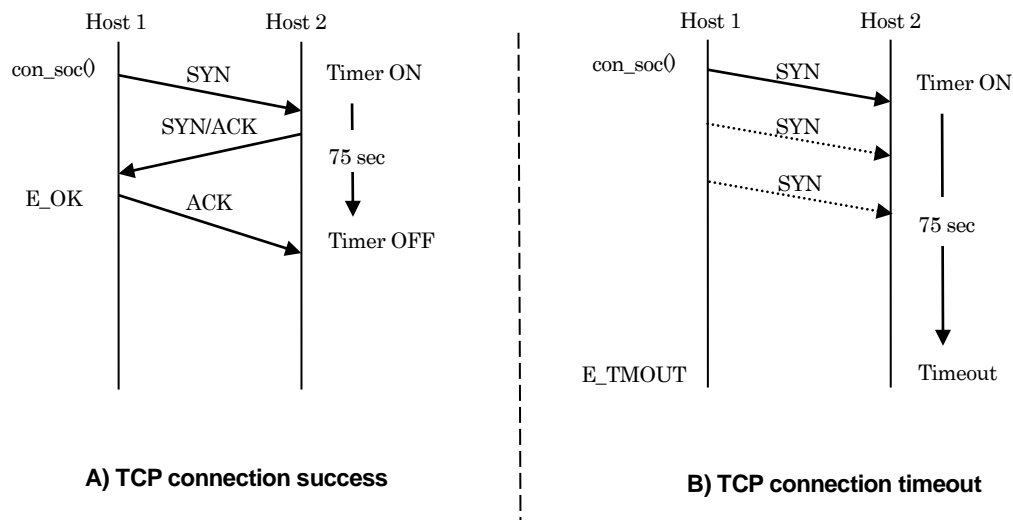 Host 1
Host 2
con_soc()
SYN
Timer ON
SYN/ACK
75 sec
E_OK
ACK
Timer OFF
A) TCP connection success
Host 1
Host 2
con_soc()
SYN
Timer ON
SYN
SYN
75 sec
E_TMOUT
Timeout
B) TCP connection timeout